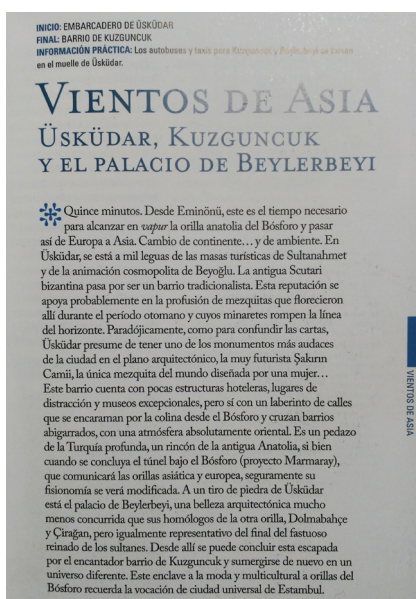 INICIO: EMBARCADERO DE ÜSKÜDAR
FINAL: BARRIO DE KUZGUNCUK
INFORMACIÓN PRÁCTICA: Los autobuses y taxis para Kuzguncuk y Beylerbeyi se
en el muelle de Üsküdar.
VIENTOS DE ASIA
ÜSKÜDAR, KUZGUNCUK
Y EL PALACIO DE BEYLERBEYI
Quince minutos. Desde Eminönü, este es el tiempo necesario
para alcanzar en vapur la orilla anatolia del Bósforo y pasar
así de Europa a Asia. Cambio de continente… y de ambiente. En
Üsküdar, se está a mil leguas de las masas turísticas de Sultanahmet
y de la animación cosmopolita de Beyoğlu. La antigua Scutari
bizantina pasa por ser un barrio tradicionalista. Esta reputación se
apoya probablemente en la profusión de mezquitas que florecieron
allí durante el período otomano y cuyos minaretes rompen la línea
del horizonte. Paradójicamente, como para confundir las cartas,
Üsküdar presume de tener uno de los monumentos más audaces
de la ciudad en el plano arquitectónico, la muy futurista Şakırın
Camii, la única mezquita del mundo diseñada por una mujer…
Este barrio cuenta con pocas estructuras hoteleras, lugares de
distracción y museos excepcionales, pero sí con un laberinto de calles
que se encaraman por la colina desde el Bósforo y cruzan barrios
abigarrados, con una atmósfera absolutamente oriental. Es un pedazo
de la Turquía profunda, un rincón de la antigua Anatolia, si bien
cuando se concluya el túnel bajo el Bósforo (proyecto Marmaray),
que comunicará las orillas asiática y europea, seguramente su
fisionomía se verá modificada. A un tiro de piedra de Üsküdar
está el palacio de Beylerbeyi, una belleza arquitectónica mucho
menos concurrida que sus homólogos de la otra orilla, Dolmabahçe
y Çirağan, pero igualmente representativo del final del fastuoso
reinado de los sultanes. Desde allí se puede concluir esta escapada
por el encantador barrio de Kuzguncuk y sumergirse de nuevo en un
universo diferente. Este enclave a la moda y multicultural a orillas del
Bósforo recuerda la vocación de ciudad universal de Estambul.
VIENTOS DE ASIA